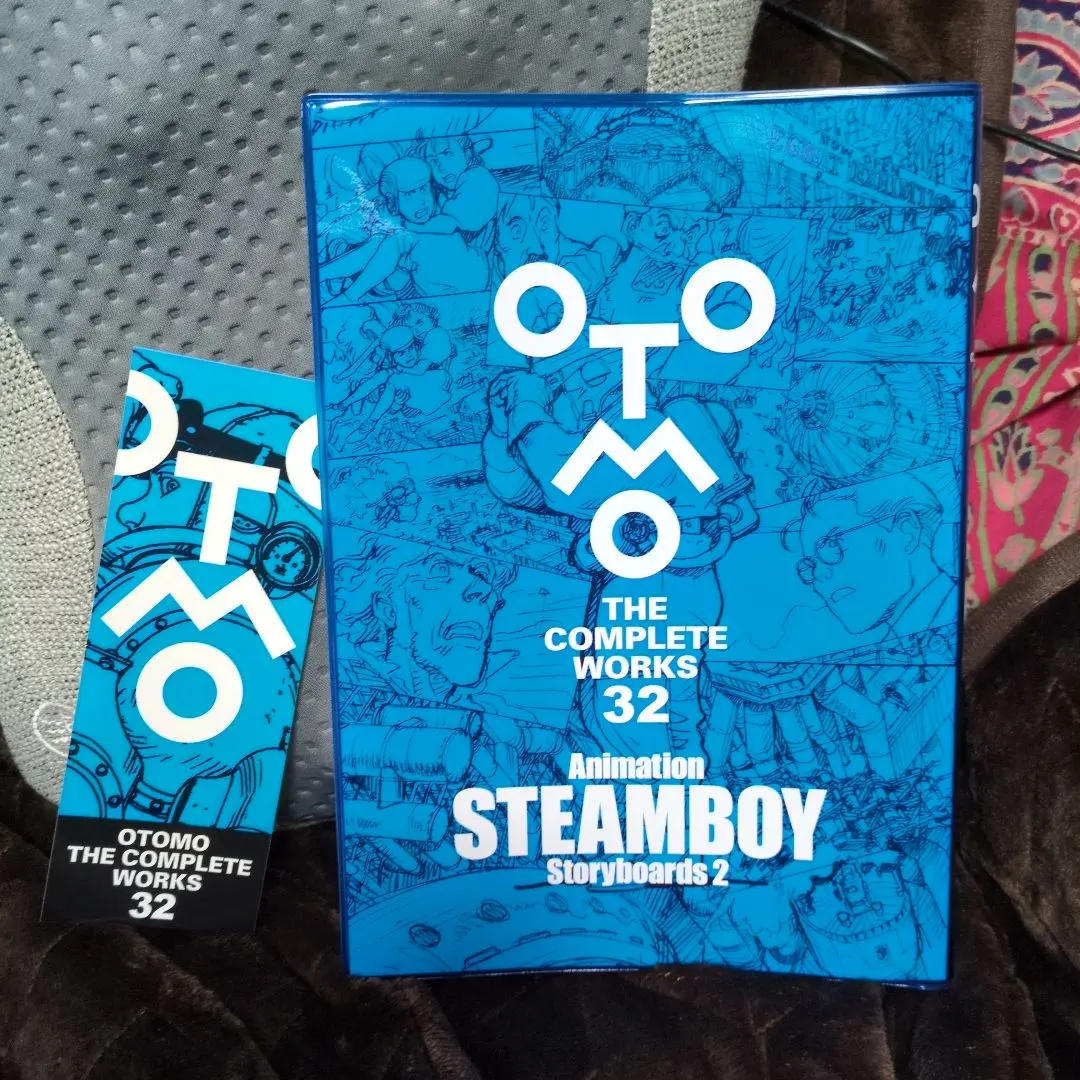 OTOMO
THE
COMPLETE
WORKS
32
Animation
STEAMBOY
Storyboards 2
OTOMO
OTOMO
THE COMPLETE
WORKS
32